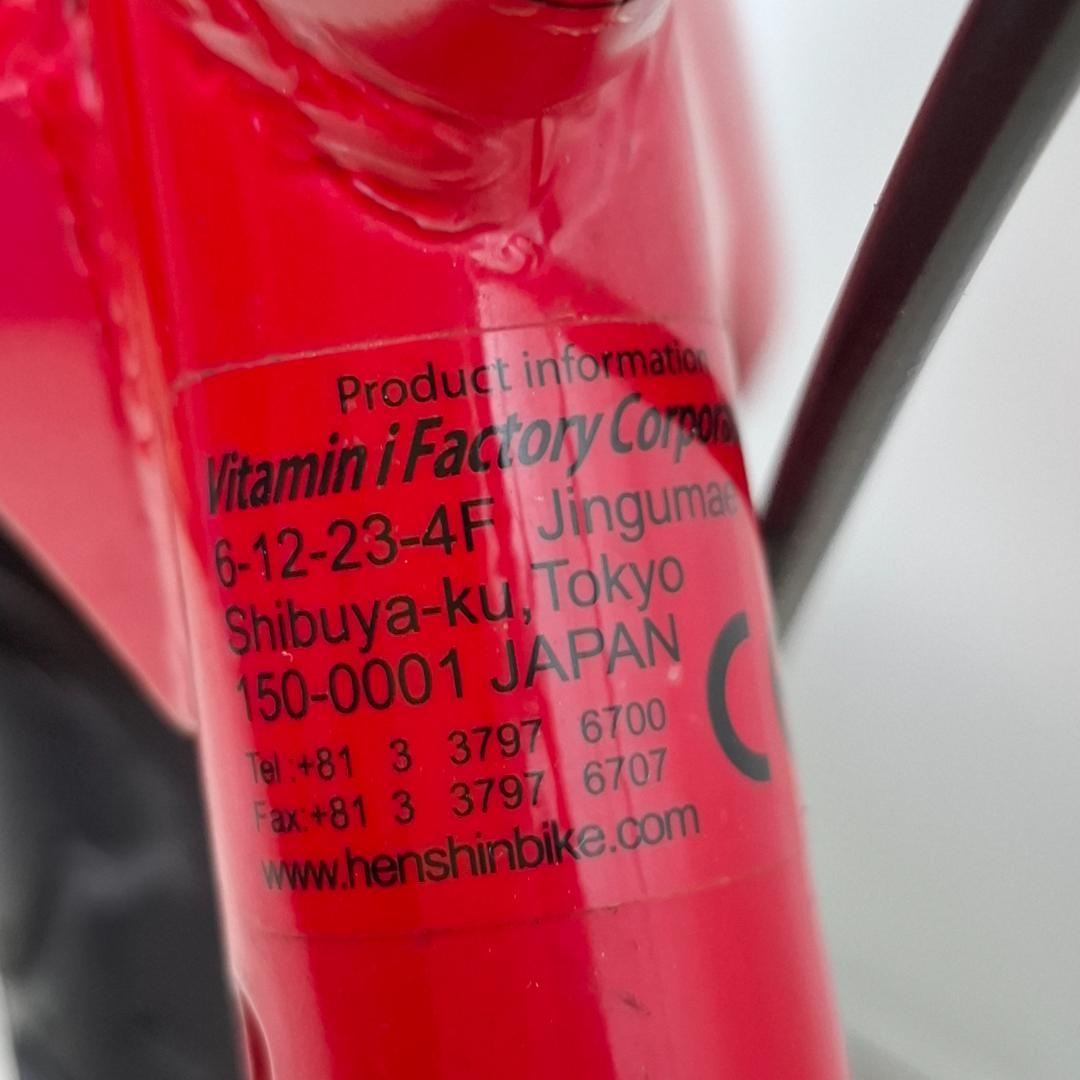 Product information
Vitamin i Factory Corpora
6-12-23-4F Jingumae
Shibuya-ku, Tokyo
150-0001 JAPAN
Tel :+81 3 3797 6700
Fax:+81 3 3797 6707
www.henshinbike.com